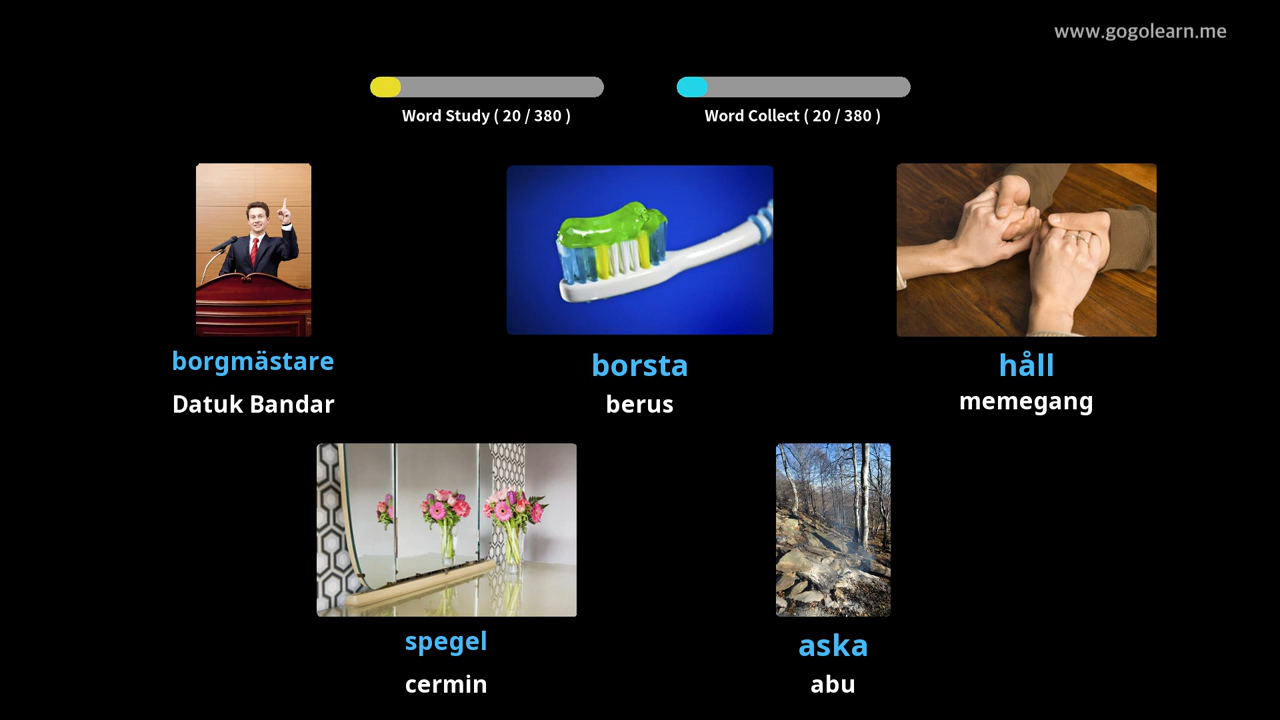 www.gogolearn.me
Word Study ( 20 / 380 )
Word Collect ( 20 / 380 )
borgmästare
Datuk Bandar
borsta
berus
håll
memegang
spegel
cermin
aska
abu